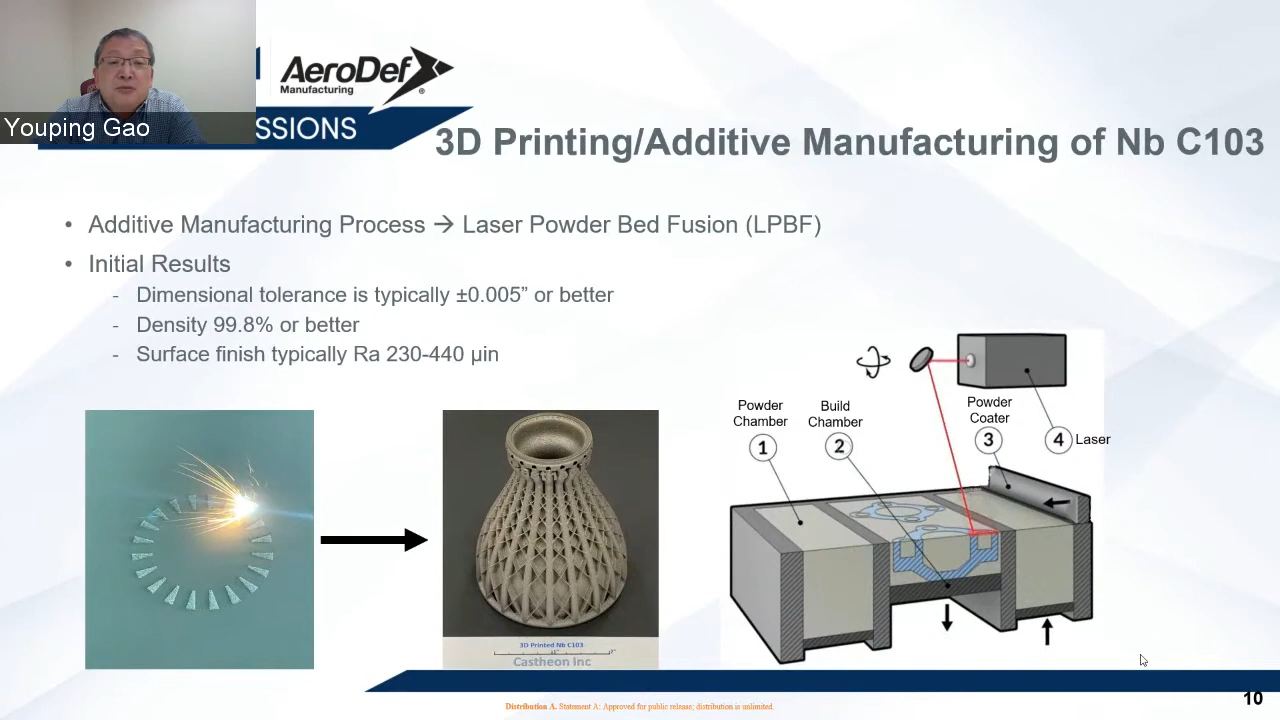 AeroDef
Manufacturing
®
Youping Gao
SSIONS
3D Printing/Additive Manufacturing of Nb C103
• Additive Manufacturing Process → Laser Powder Bed Fusion (LPBF)
• Initial Results
- Dimensional tolerance is typically ±0.005” or better
- Density 99.8% or better
- Surface finish typically Ra 230-440 µin
Powder
Chamber
1
Build
Chamber
2
Powder
Coater
3
4 Laser
3D Printed Nb C103
Castheon Inc
10
Distribution A. Statement A: Approved for public release; distribution is unlimited.